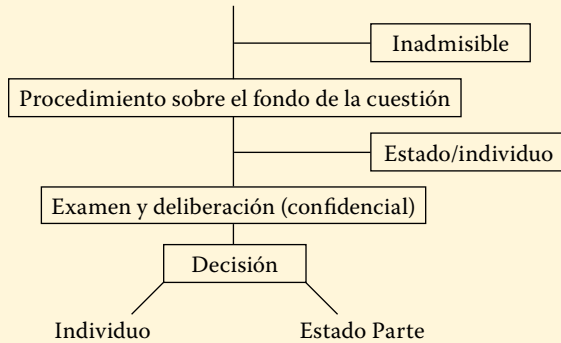 Inadmisible
Procedimiento sobre el fondo de la cuestión
Estado/individuo
Examen y deliberación (confidencial)
Decisión
Individuo
Estado Parte